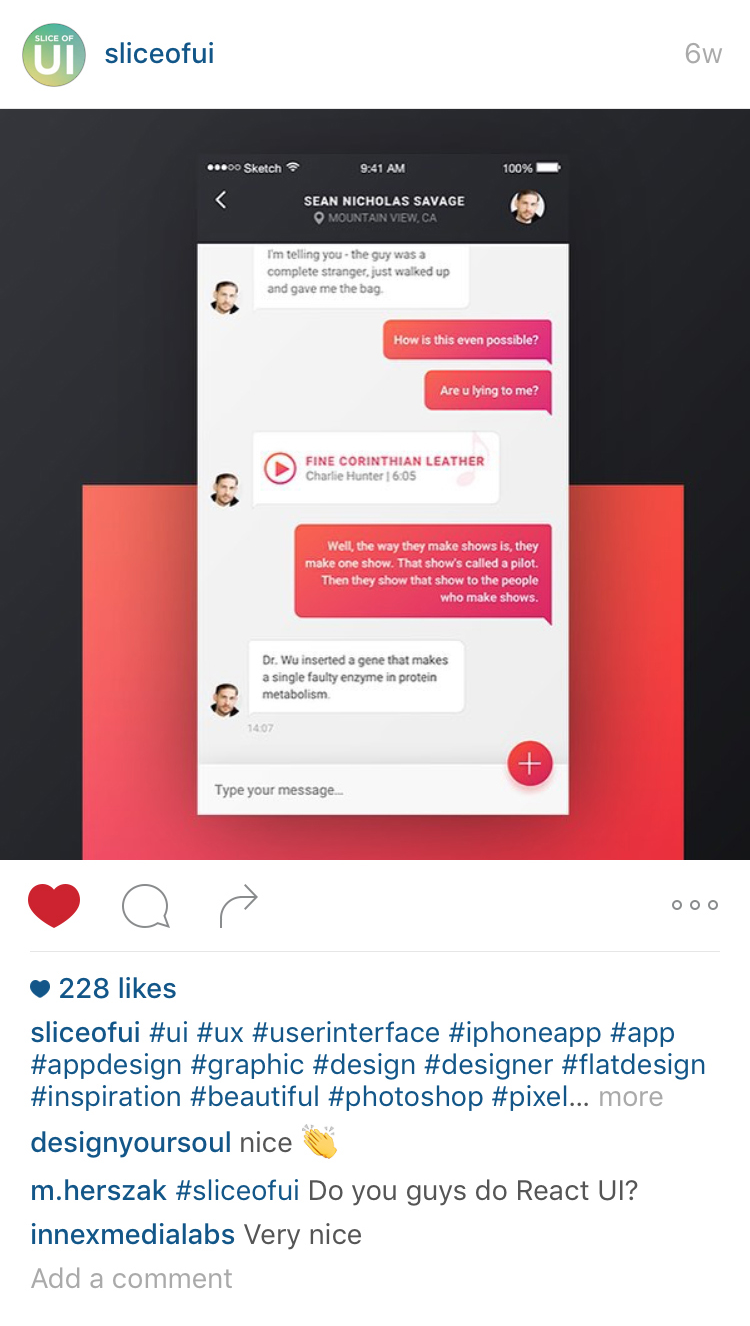 SLICE OF
UI
sliceofui
6w
Sketch
9:41 AM
100%
SEAN NICHOLAS SAVAGE
MOUNTAIN VIEW, CA
I'm telling you - the guy was a
complete stranger, just walked up
and gave me the bag.
How is this even possible?
Are u lying to me?
FINE CORINTHIAN LEATHER
Charlie Hunter | 6:05
Well, the way they make shows is, they
make one show. That show's called a pilot.
Then they show that show to the people
who make shows.
Dr. Wu inserted a gene that makes
a single faulty enzyme in protein
metabolism.
14:07
Type your message...
228 likes
sliceofui #ui #ux #userinterface #iphoneapp #app
#appdesign #graphic #design #designer #flatdesign
#inspiration #beautiful #photoshop #pixel... more
designyoursoul nice 👏
m.herszak #sliceofui Do you guys do React UI?
innexmedialabs Very nice
Add a comment